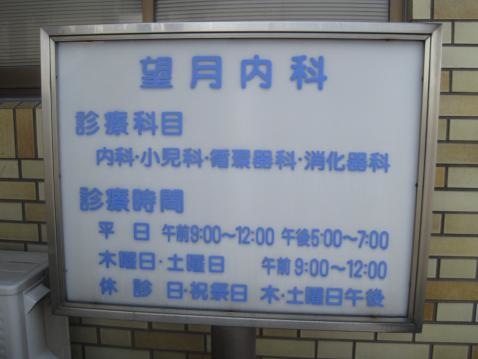 望月内科
診療科目
内科・小児科・循環器科・消化器科
診療時間
平日 午前9:00～12:00 午後5:00～7:00
木曜日・土曜日 午前9:00～12:00
休診 日・祝祭日 木・土曜日午後